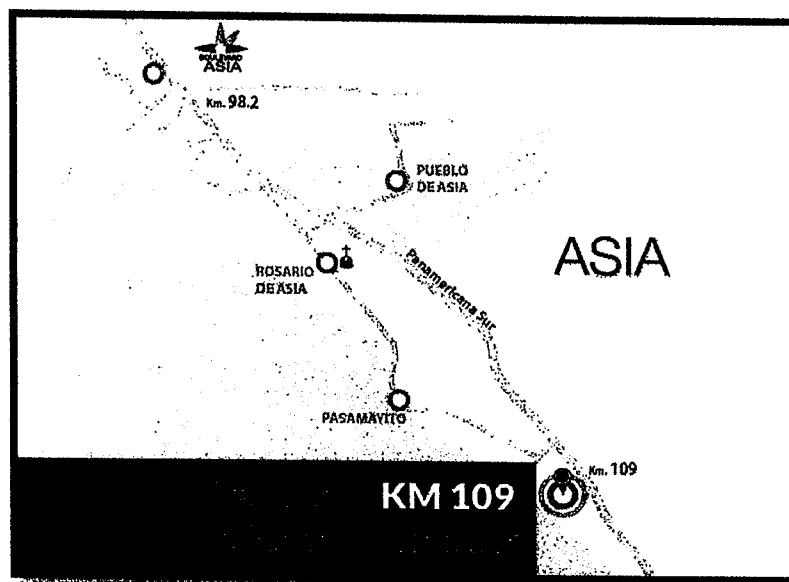 BOULEVARD
ASIA
Km. 98.2
PUEBLO
DE ASIA
ASIA
ROSARIO
DE ASIA
Panamericana Sur
PASAMAYITO
Km. 109
KM 109